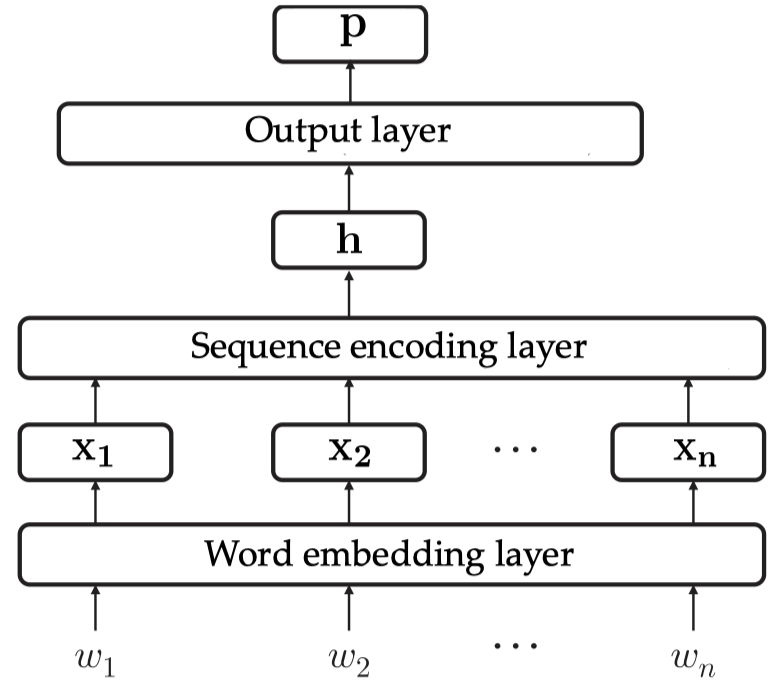 p
Output layer
h
Sequence encoding layer
x₁ x₂ ... xₙ
Word embedding layer
w₁ w₂ ... wₙ